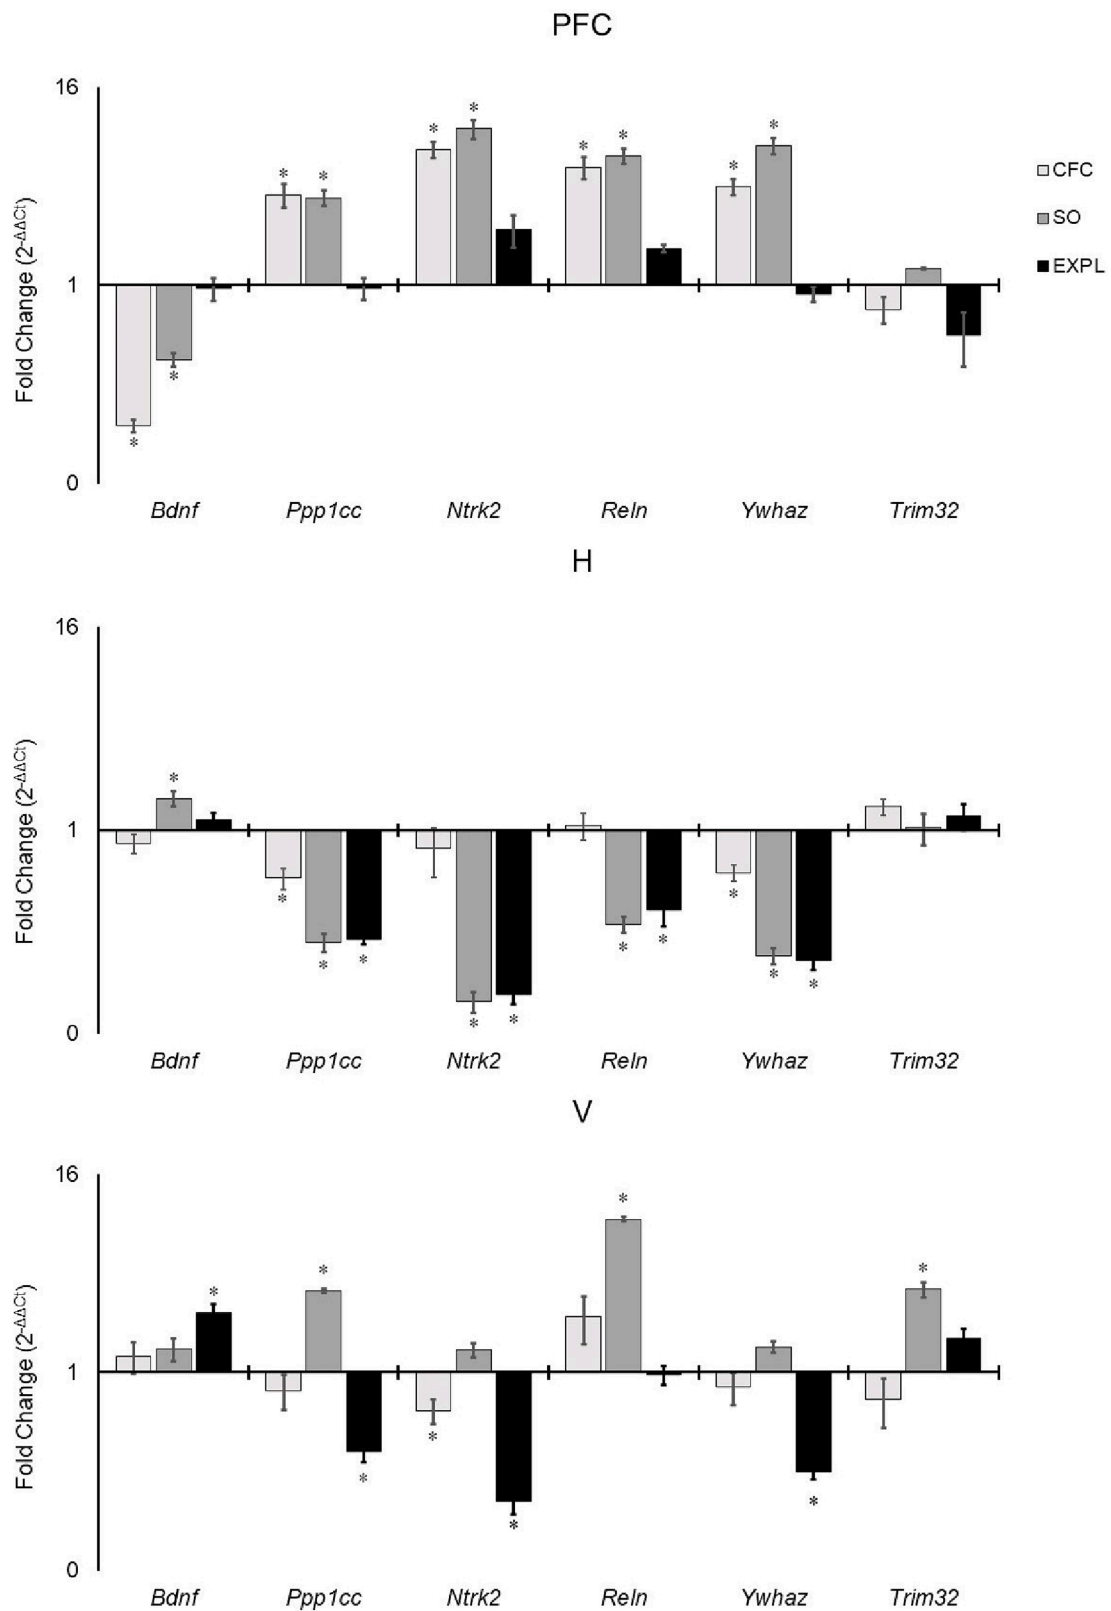 PFC
16
* * * * * * * *
CFC
SO
EXPL
1
Fold Change (2-ΔΔCt)
* *
0
Bdnf Ppp1cc Ntrk2 Reln Ywhaz Trim32
H
16
*
1
Fold Change (2-ΔΔCt)
* * * * * * * * * *
0
Bdnf Ppp1cc Ntrk2 Reln Ywhaz Trim32
V
16
* * * *
1
Fold Change (2-ΔΔCt)
* * * *
0
Bdnf Ppp1cc Ntrk2 Reln Ywhaz Trim32